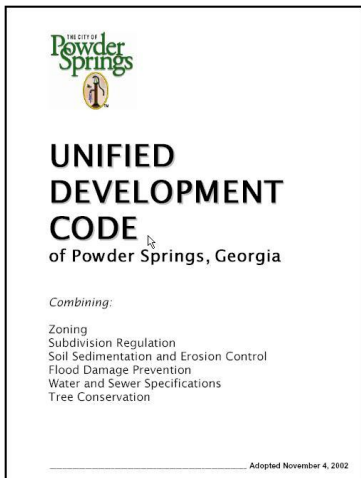 THE CITY OF
Powder
Springs
UNIFIED
DEVELOPMENT
CODE
of Powder Springs, Georgia
Combining:
Zoning
Subdivision Regulation
Soil Sedimentation and Erosion Control
Flood Damage Prevention
Water and Sewer Specifications
Tree Conservation
Adopted November 4, 2002